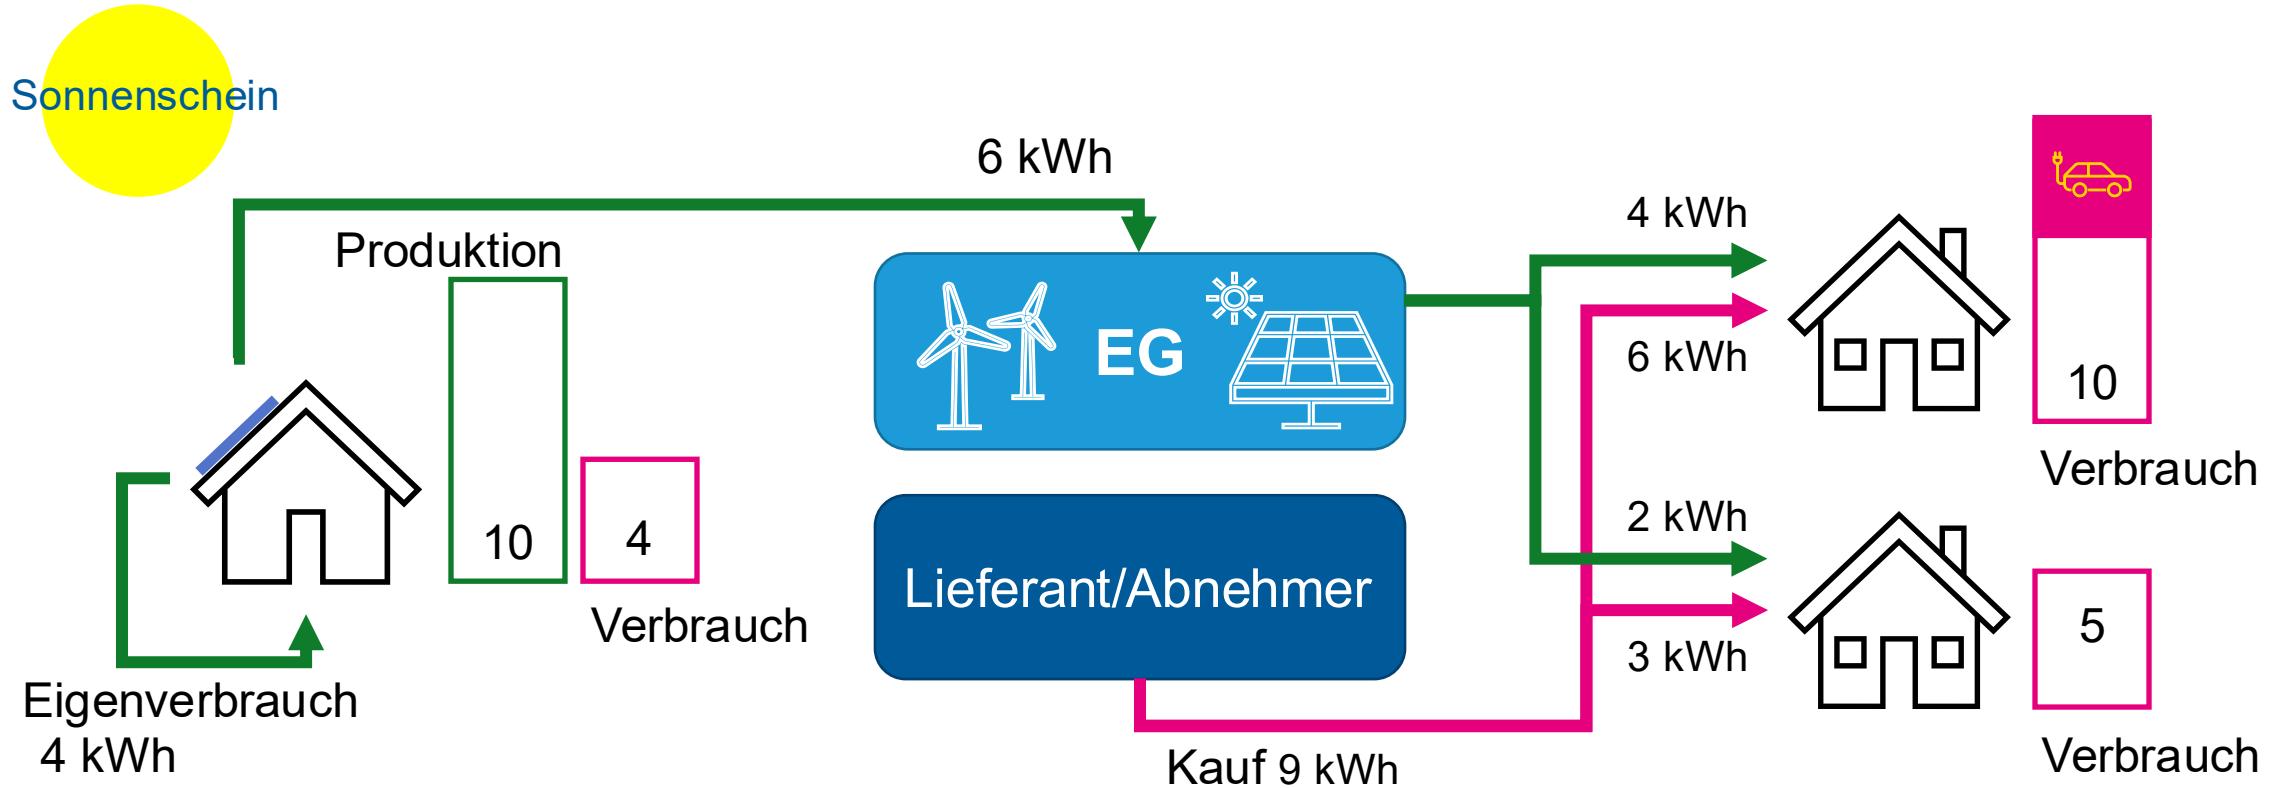 Sonnenschein
6 kWh
Produktion
10
4
Verbrauch
Eigenverbrauch
4 kWh
EG
Lieferant/Abnehmer
Kauf 9 kWh
4 kWh
6 kWh
10
Verbrauch
2 kWh
3 kWh
5
Verbrauch